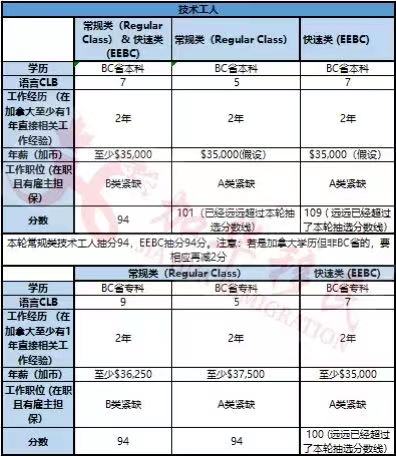 技术工人
常规类（Regular Class） & 快速类 (EEBC) 常规类（Regular Class） 快速类 (EEBC)
学历 BC省本科 BC省本科 BC省本科
语言CLB 7 5 7
工作经历 （在加拿大至少有1年直接相关工作经验） 2年 2年 2年
年薪（加币） 至少$35,000 $35,000(假设) $35,000（假设）
工作职位 (在职且有雇主担保） B类紧缺 A类紧缺 A类紧缺
分数 94 101（已经远远超过本轮抽选分数线） 109（远远已经超过了本轮抽选分数线）
本轮常规类技术工人抽分94，EEBC抽分94分。注意：若是加拿大学历但非BC省的，要相应再减2分
常规类（Regular Class） 快速类 (EEBC)
学历 BC省专科 BC省专科 BC省专科
语言CLB 9 5 7
工作经历 （在加拿大至少有1年直接相关工作经验） 2年 2年 2年
年薪（加币） 至少$36,250 至少$37,500 至少$35,000
工作职位 (在职且有雇主担保） B类紧缺 A类紧缺 A类紧缺
分数 94 94 100 (远远已经超过了本轮抽选分数线)